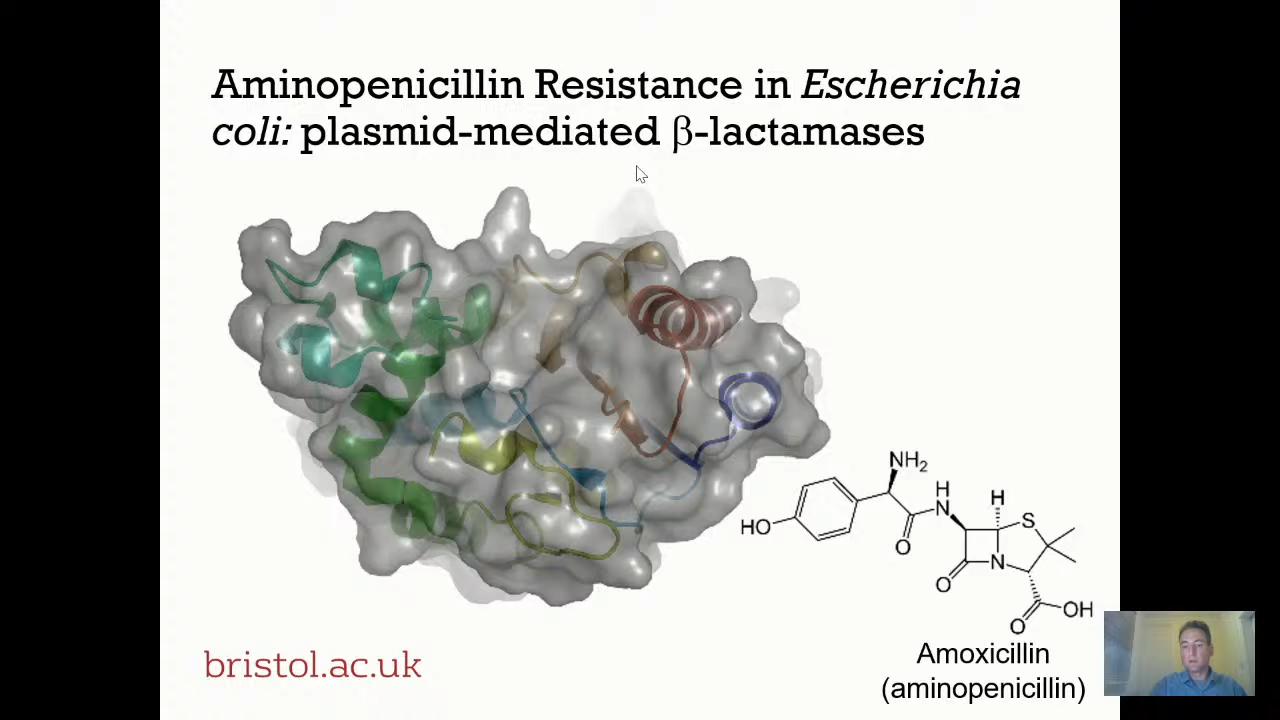 Aminopenicillin Resistance in Escherichia
coli: plasmid-mediated β-lactamases
NH₂
H
H
HO
S
O
N
N
O
OH
O
Amoxicillin
(aminopenicillin)
bristol.ac.uk